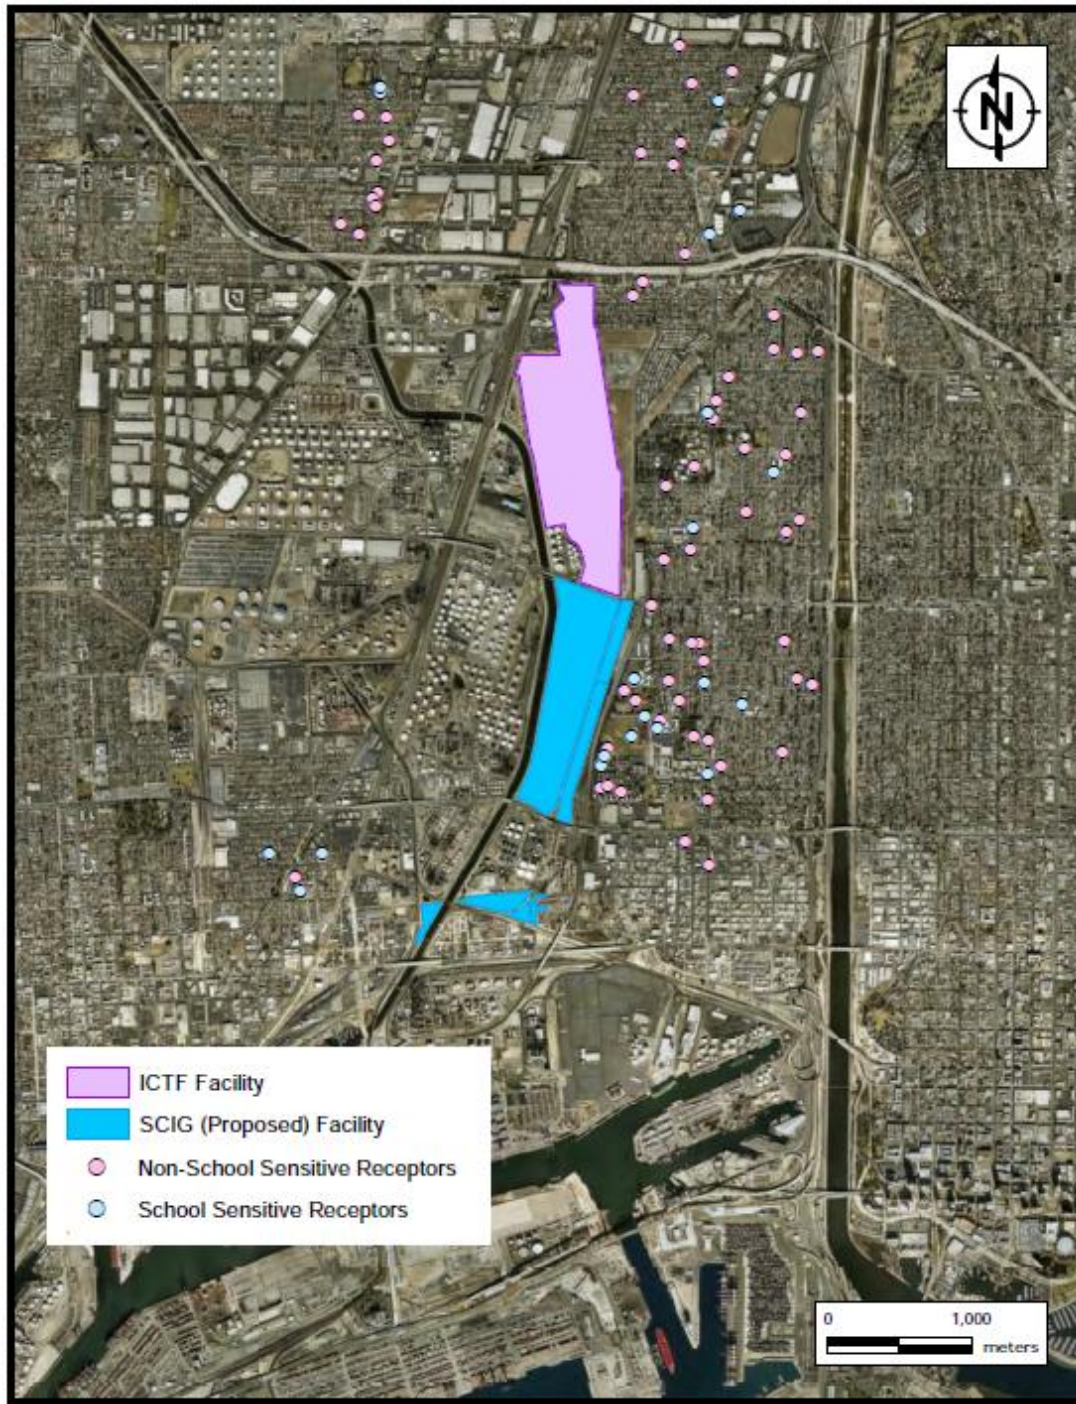 N
ICTF Facility
SCIG (Proposed) Facility
Non-School Sensitive Receptors
School Sensitive Receptors
0 1,000
meters